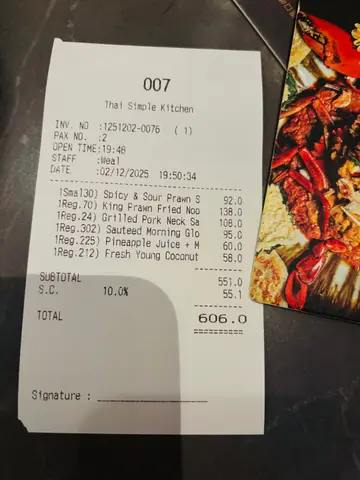 007
Thai Simple Kitchen
INV. NO :1251202-0076 ( 1)
PAX NO. :2
OPEN TIME:19:48
STAFF :Weal
DATE :02/12/2025 19:50:34
1Smal30) Spicy & Sour Prawn S 92.0
1Reg.70) King Prawn Fried Noo 138.0
1Reg.24) Grilled Pork Neck Sa 108.0
1Reg.302) Sauteed Morning Glo 95.0
1Reg.225) Pineapple Juice + M 60.0
1Reg.212) Fresh Young Coconut 58.0
SUBTOTAL 551.0
S.C. 10.0% 55.1
TOTAL 606.0
Signature :